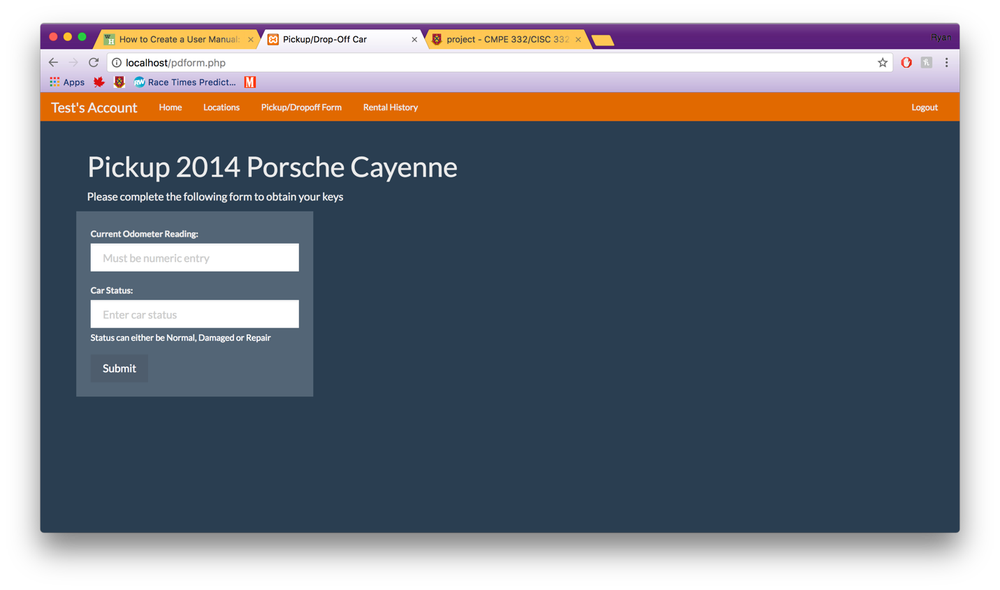 How to Create a User Manual:
Pickup/Drop-Off Car
project - CMPE 332/CISC 332
Ryan
localhost/pdform.php
Apps
RW
Race Times Predict...
M
Test's Account
Home
Locations
Pickup/Dropoff Form
Rental History
Logout
Pickup 2014 Porsche Cayenne
Please complete the following form to obtain your keys
Current Odometer Reading:
Must be numeric entry
Car Status:
Enter car status
Status can either be Normal, Damaged or Repair
Submit